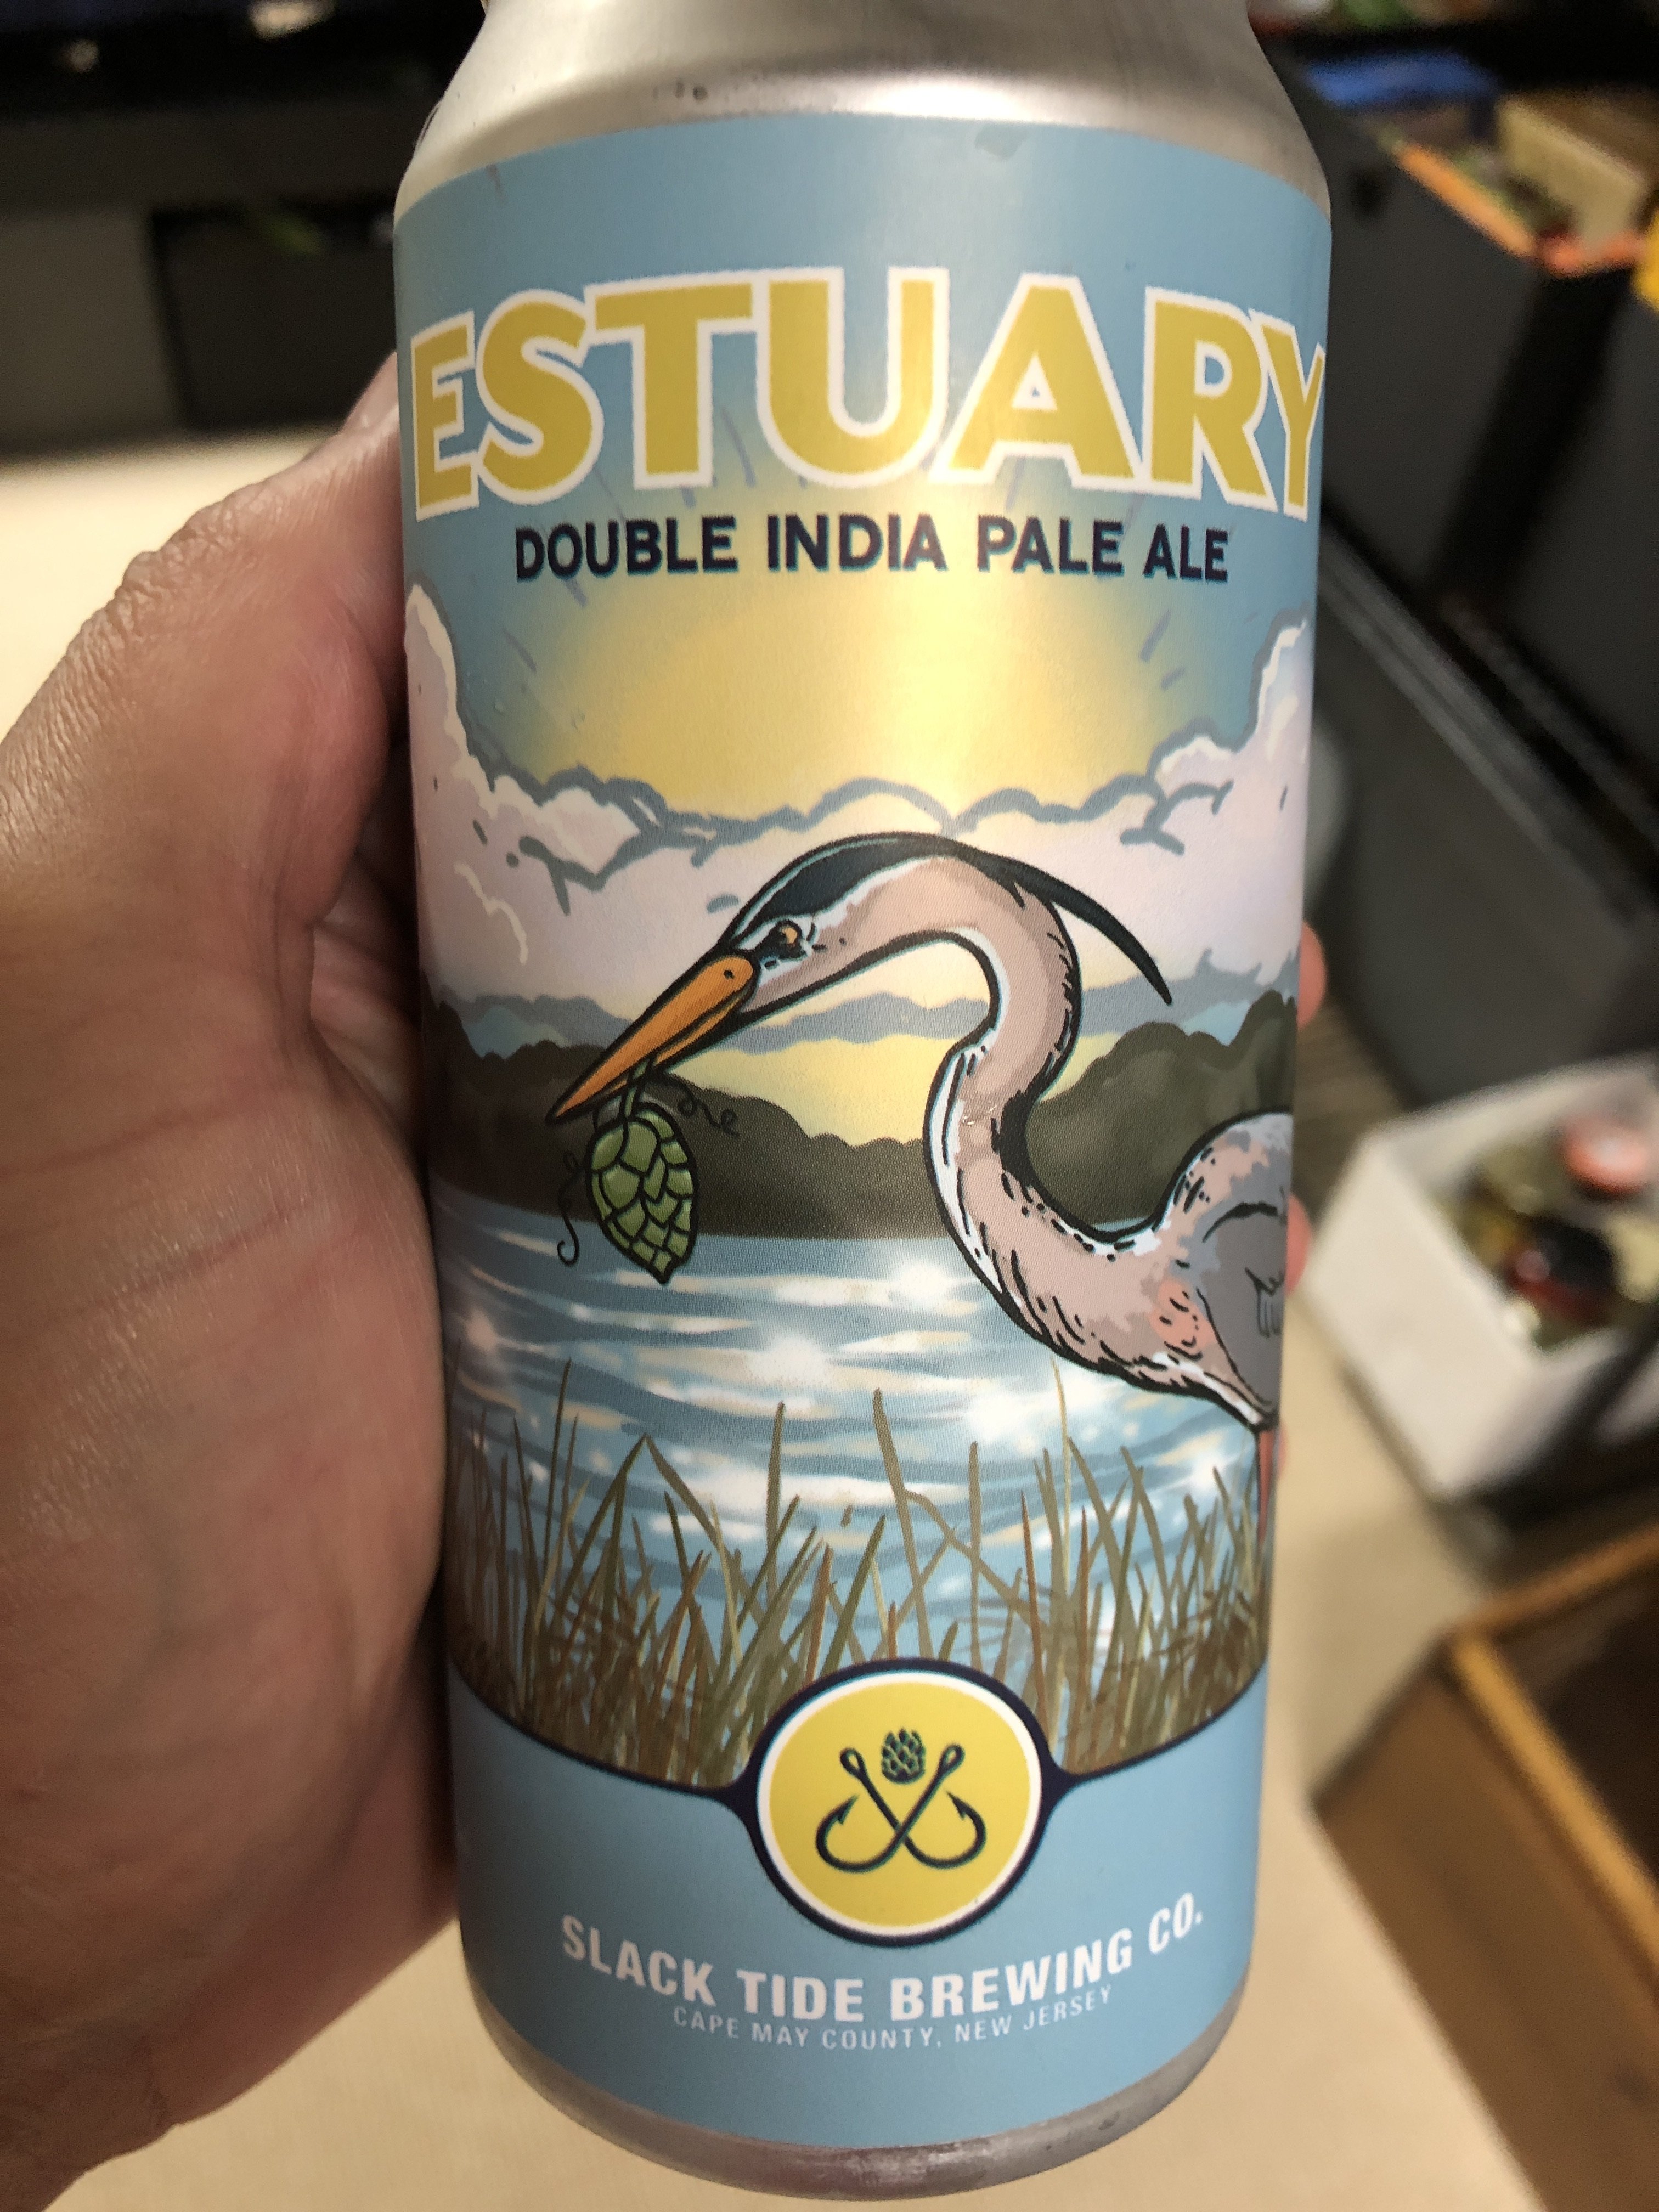 ESTUARY
DOUBLE INDIA PALE ALE
SLACK TIDE BREWING CO.
CAPE MAY COUNTY, NEW JERSEY